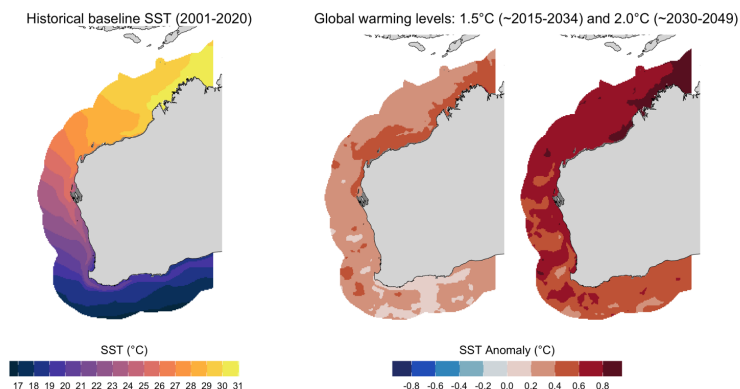 Historical baseline SST (2001-2020)
Global warming levels: 1.5°C (~2015-2034) and 2.0°C (~2030-2049)
SST (°C)
17 18 19 20 21 22 23 24 25 26 27 28 29 30 31
SST Anomaly (°C)
-0.8 -0.6 -0.4 -0.2 0.0 0.2 0.4 0.6 0.8